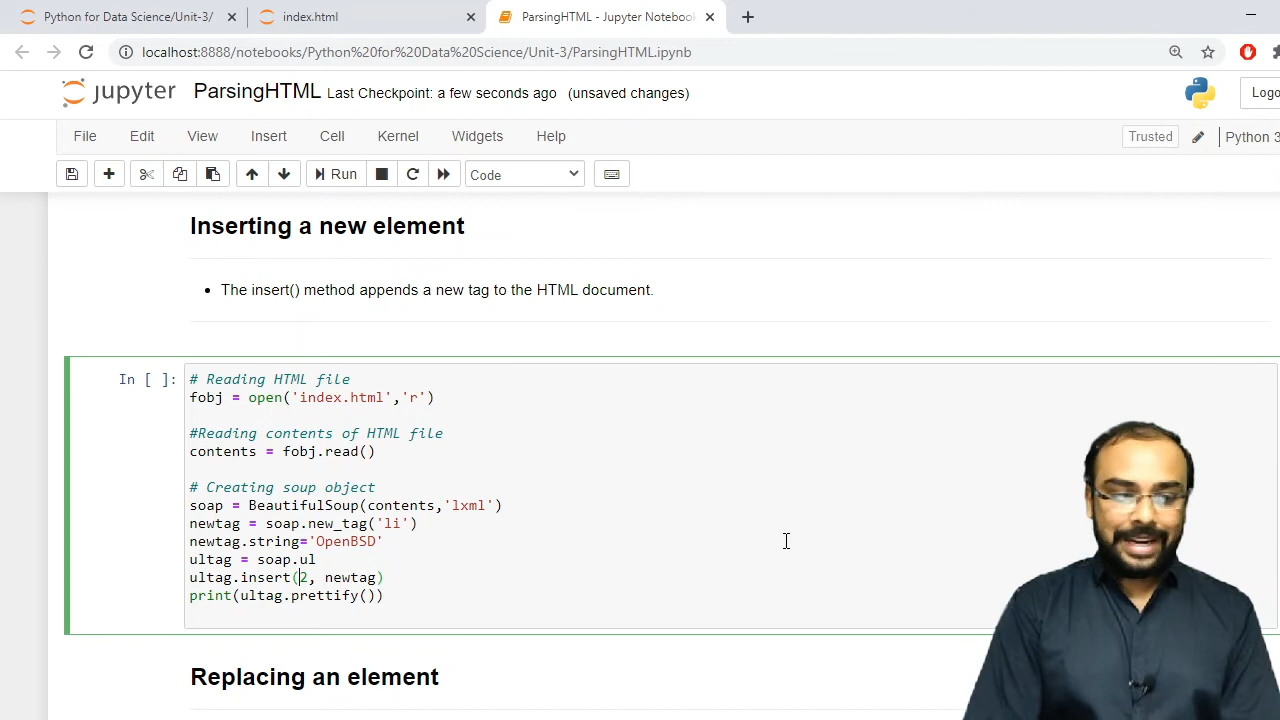 Python for Data Science/Unit-3/
index.html
ParsingHTML - Jupyter Notebook
localhost:8888/notebooks/Python%20for%20Data%20Science/Unit-3/ParsingHTML.ipynb
jupyter ParsingHTML Last Checkpoint: a few seconds ago (unsaved changes)
Logo
File Edit View Insert Cell Kernel Widgets Help
Trusted
Python 3
Run
Code
Inserting a new element
• The insert() method appends a new tag to the HTML document.
In [ ]:
# Reading HTML file
fobj = open('index.html','r')
#Reading contents of HTML file
contents = fobj.read()
# Creating soup object
soap = BeautifulSoup(contents,'lxml')
newtag = soap.new_tag('li')
newtag.string='OpenBSD'
ultag = soap.ul
ultag.insert(2, newtag)
print(ultag.prettify())
Replacing an element